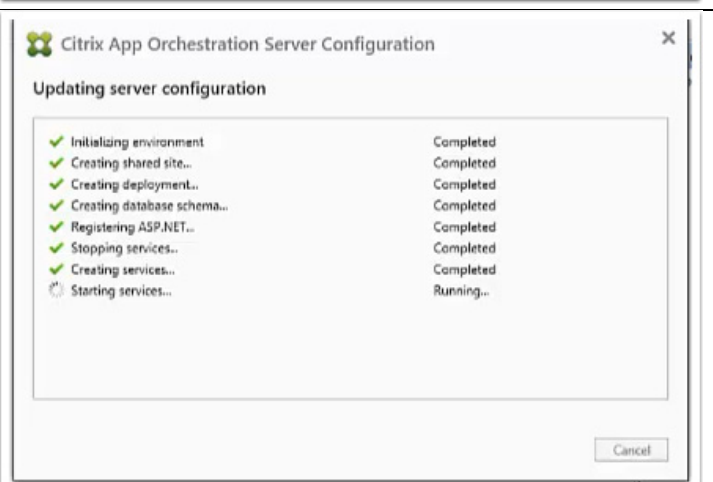 Citrix App Orchestration Server Configuration
Updating server configuration
Initializing environment Completed
Creating shared site... Completed
Creating deployment... Completed
Creating database schema... Completed
Registering ASP.NET... Completed
Stopping services... Completed
Creating services... Completed
Starting services... Running...
Cancel